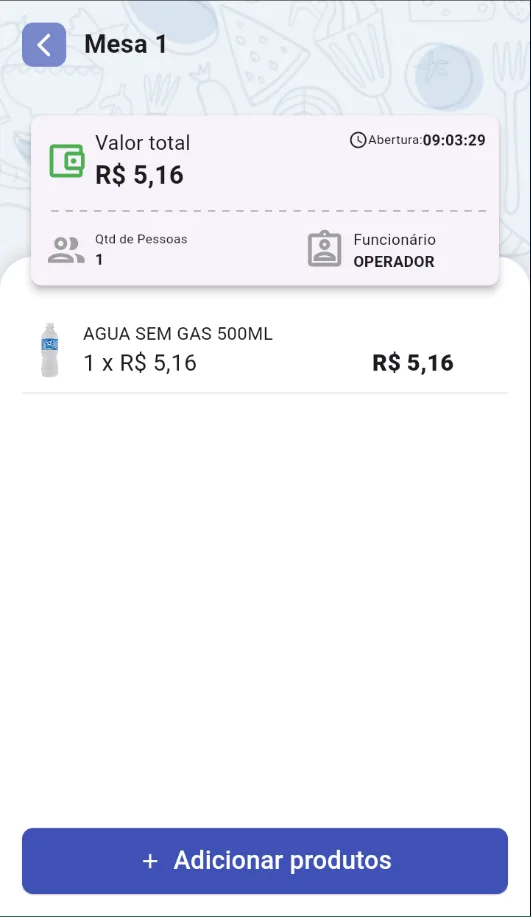 Mesa 1
Valor total
R$ 5,16
Abertura:09:03:29
Qtd de Pessoas
1
Funcionário
OPERADOR
AGUA SEM GAS 500ML
1 x R$ 5,16
R$ 5,16
+ Adicionar produtos